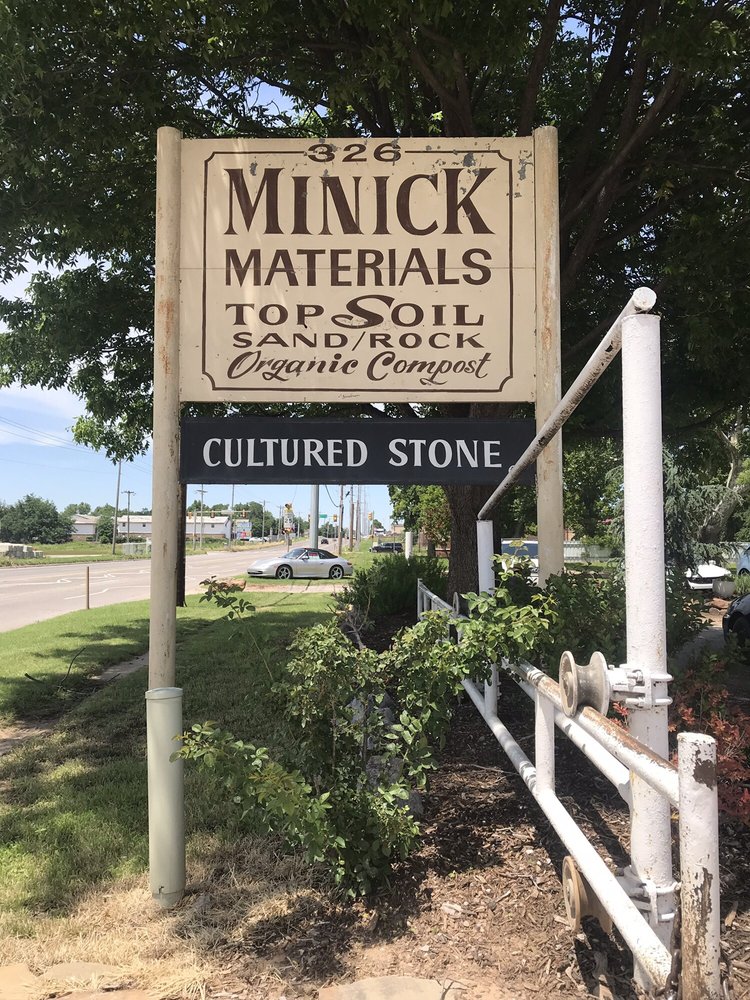 326
MINICK
MATERIALS
TOP SOIL
SAND/ROCK
Organic Compost
CULTURED STONE